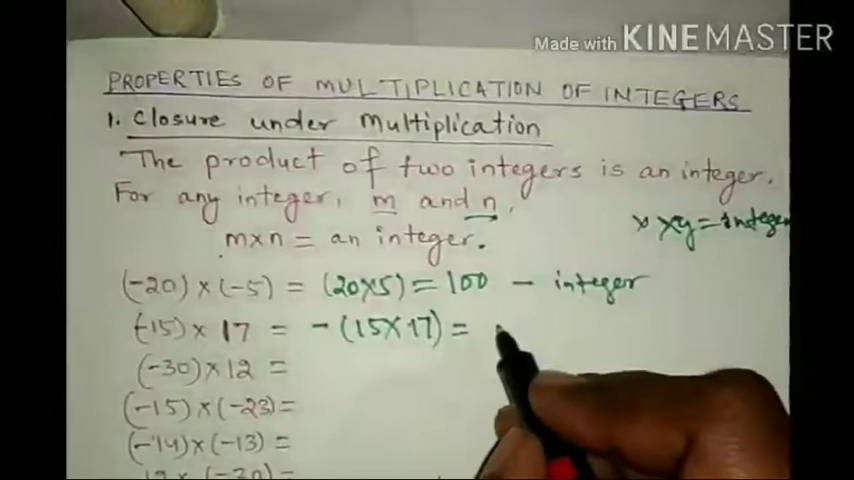 Made with KINEMASTER
PROPERTIES OF MULTIPLICATION OF INTEGERS
1. Closure under Multiplication
The product of two integers is an integer.
For any integer, m and n,
x × y = integer
m×n = an integer.
(-20) × (-5) = (20×5) = 100 - integer
(-15) × 17 = - (15×17) =
(-30) × 12 =
(-15) × (-23) =
(-14) × (-13) =